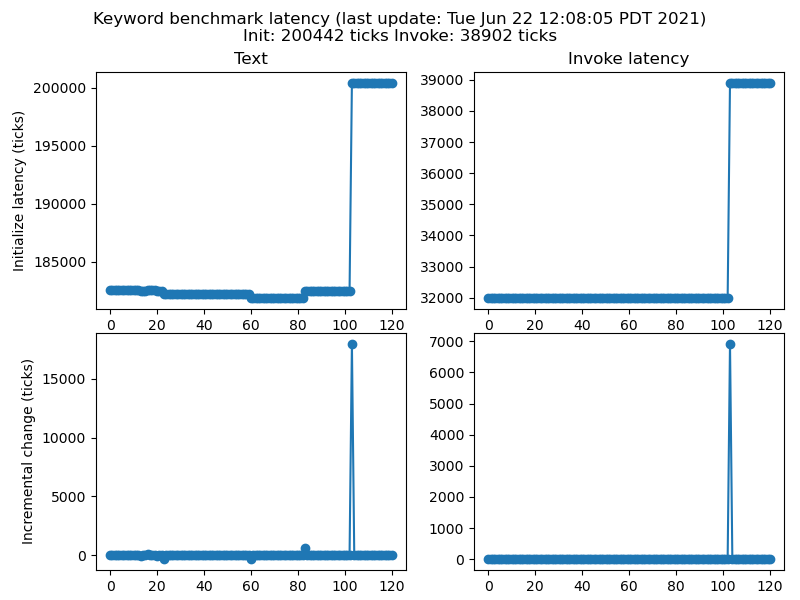 Keyword benchmark latency (last update: Tue Jun 22 12:08:05 PDT 2021)
Init: 200442 ticks Invoke: 38902 ticks
Text
Initialize latency (ticks)
200000
195000
190000
185000
0 20 40 60 80 100 120
Invoke latency
39000
38000
37000
36000
35000
34000
33000
32000
0 20 40 60 80 100 120
Incremental change (ticks)
15000
10000
5000
0
0 20 40 60 80 100 120
7000
6000
5000
4000
3000
2000
1000
0
0 20 40 60 80 100 120